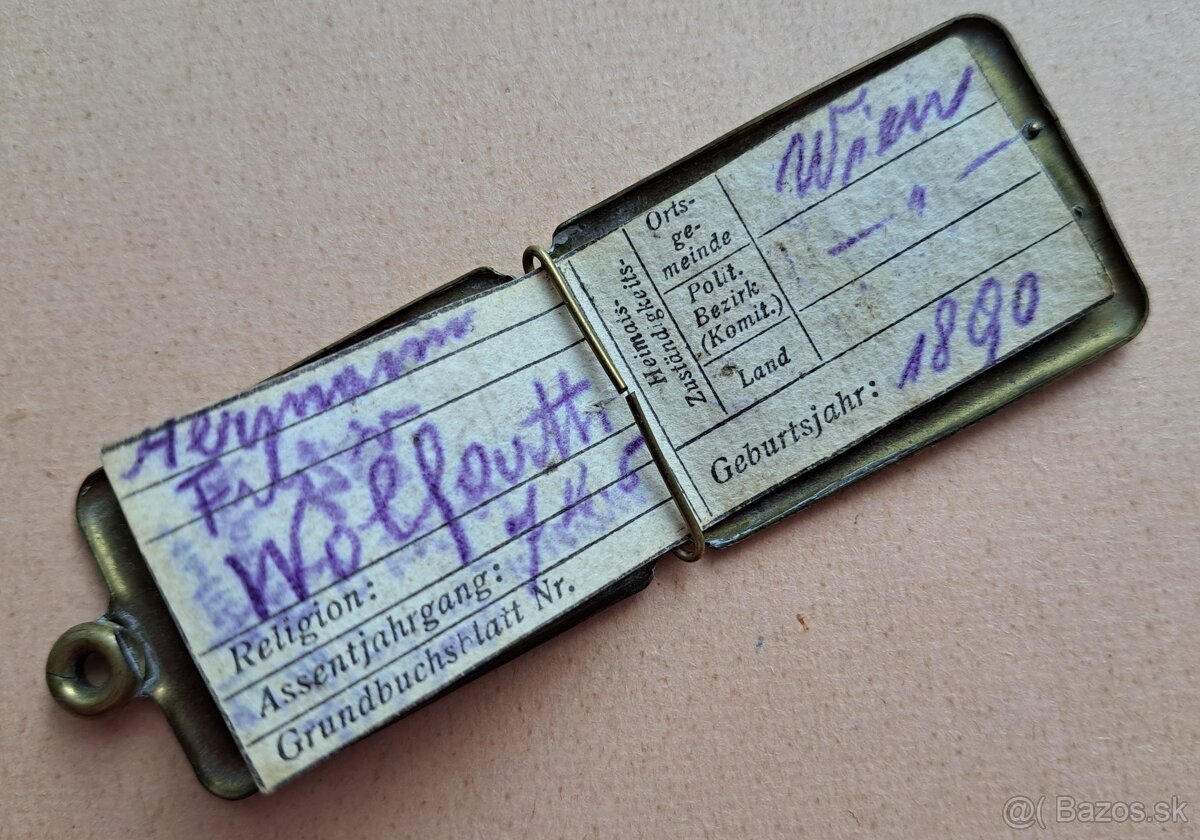 Wolfarth
Religion:
Assentjahrgang:
Grundbuchsblatt Nr.
Heimats-
Zuständigkeits-
Orts-
ge-
meinde
Wien
Polit.
Bezirk
(Komit.)
— " —
Land
Geburtsjahr: 1890
@( Bazos.sk